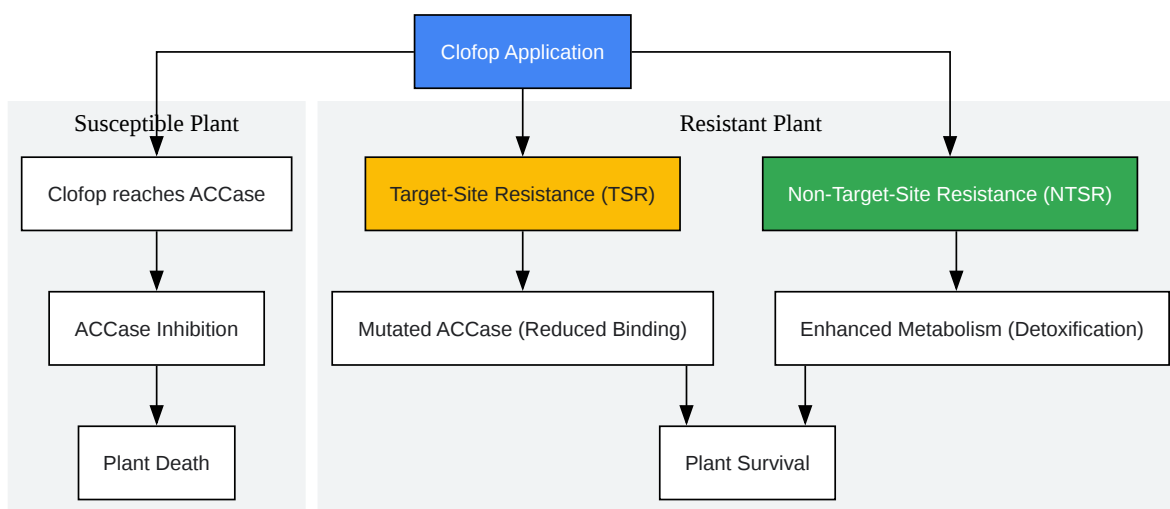 Clofop Application
Susceptible Plant
Resistant Plant
Clofop reaches ACCase
Target-Site Resistance (TSR)
Non-Target-Site Resistance (NTSR)
ACCase Inhibition
Mutated ACCase (Reduced Binding)
Enhanced Metabolism (Detoxification)
Plant Death
Plant Survival